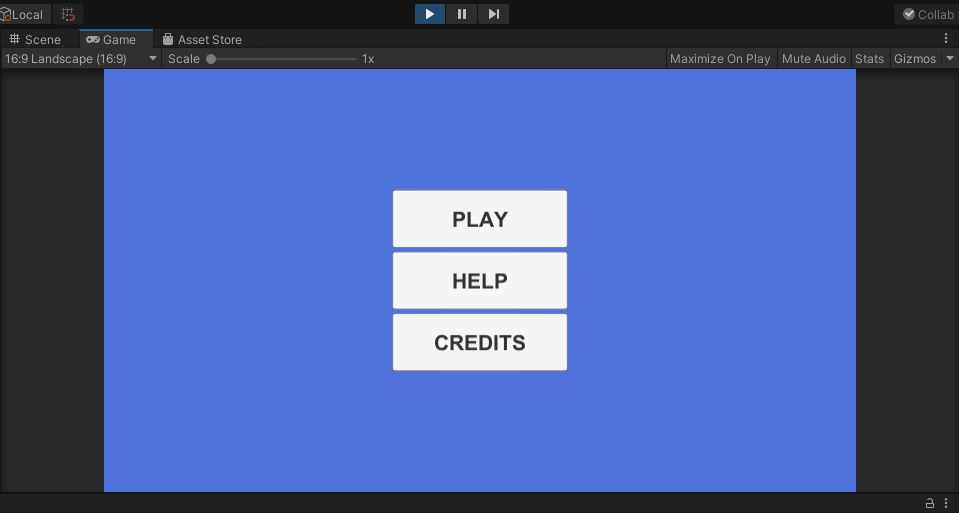 Local
Collab
Scene Game Asset Store
16:9 Landscape (16:9) Scale 1x Maximize On Play Mute Audio Stats Gizmos
PLAY
HELP
CREDITS